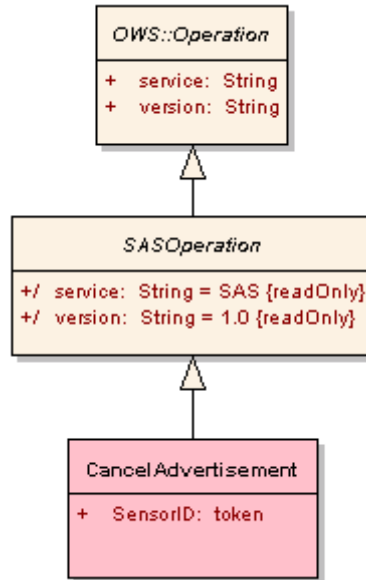 OWS::Operation
+ service: String
+ version: String
SASOperation
+/ service: String = SAS {readOnly}
+/ version: String = 1.0 {readOnly}
CancelAdvertisement
+ SensorID: token